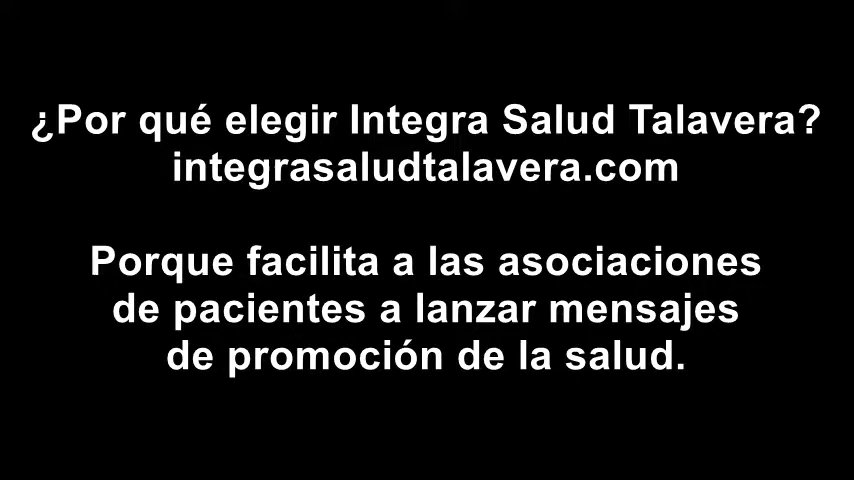 ¿Por qué elegir Integra Salud Talavera?
integrasaludtalavera.com
Porque facilita a las asociaciones
de pacientes a lanzar mensajes
de promoción de la salud.